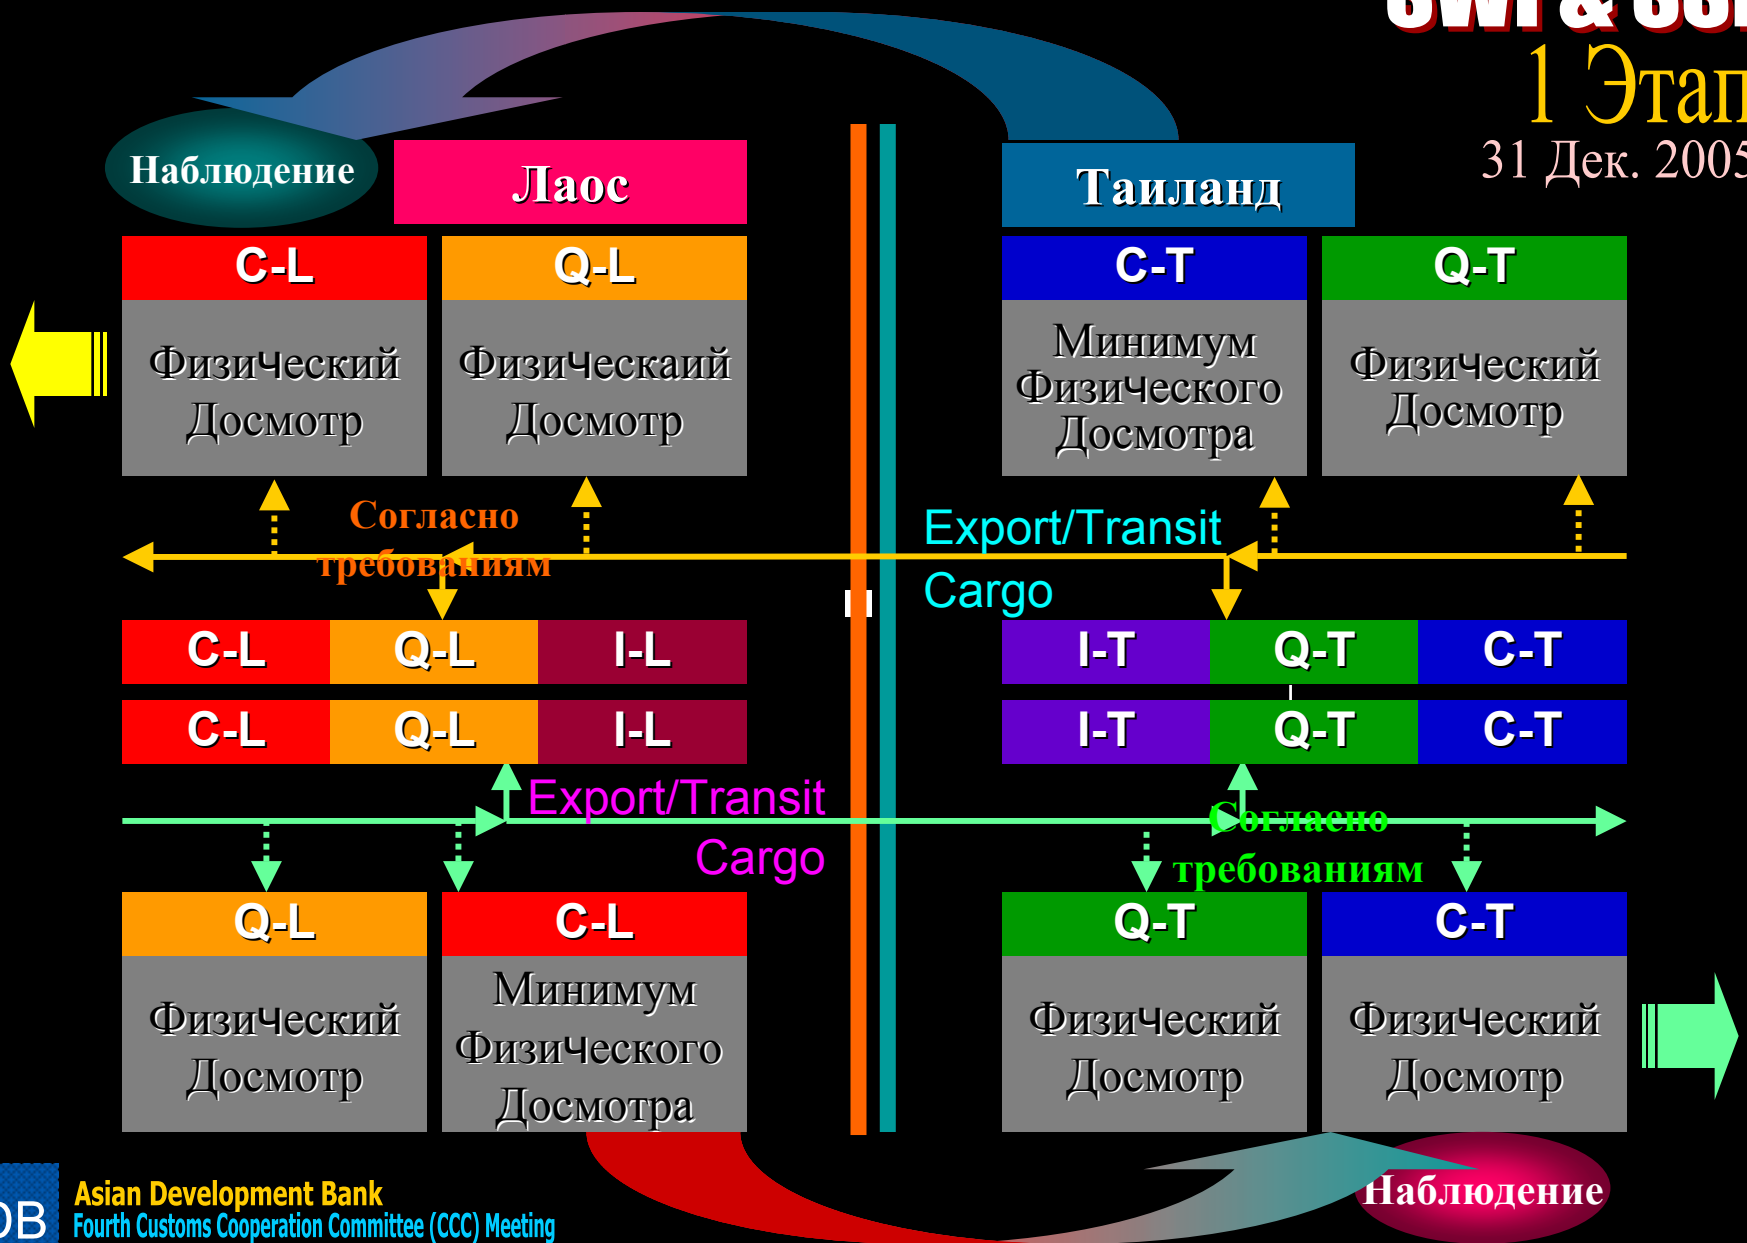 1 Этап
31 Дек. 2005
Наблюдение
Лаос
Таиланд
C-L
Q-L
C-T
Q-T
Физический
Досмотр
Физическаий
Досмотр
Минимум
Физического
Досмотра
Физический
Досмотр
Согласно
требованиям
Export/Transit
Cargo
C-L
Q-L
I-L
I-T
Q-T
C-T
C-L
Q-L
I-L
I-T
Q-T
C-T
Export/Transit
Cargo
Согласно
требованиям
Q-L
C-L
Q-T
C-T
Физический
Досмотр
Минимум
Физического
Досмотра
Физический
Досмотр
Физический
Досмотр
Наблюдение
Asian Development Bank
Fourth Customs Cooperation Committee (CCC) Meeting